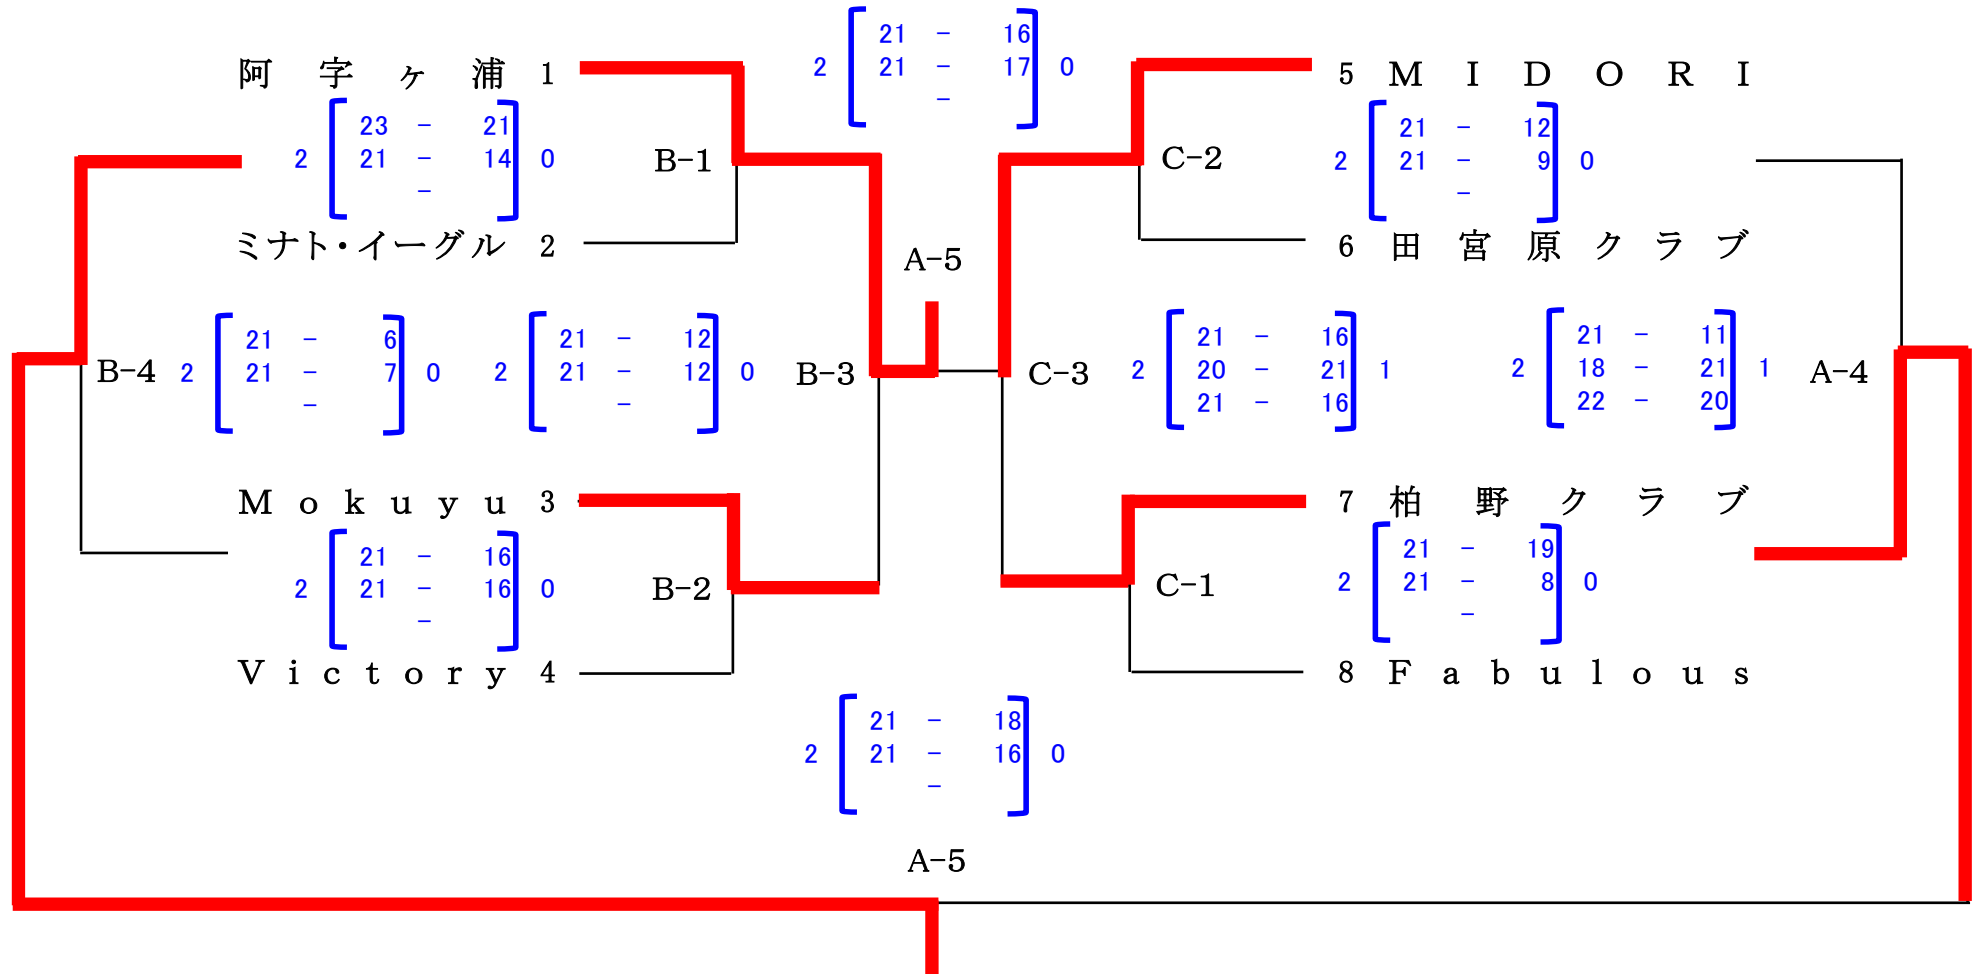 21 - 16
2 21 - 17 0
-
阿字ヶ浦 1
5 MIDORI
23 - 21
2 21 - 14 0
-
B-1
C-2
21 - 12
2 21 - 9 0
-
ミナト・イーグル 2
6 田宮原クラブ
A-5
21 - 6
2 21 - 7 0
-
B-4
21 - 12
2 21 - 12 0
-
B-3
C-3
21 - 16
2 20 - 21 1
21 - 16
21 - 11
2 18 - 21 1
22 - 20
A-4
Mokuyu 3
7 柏野クラブ
21 - 16
2 21 - 16 0
-
B-2
C-1
21 - 19
2 21 - 8 0
-
Victory 4
8 Fabulous
21 - 18
2 21 - 16 0
-
A-5